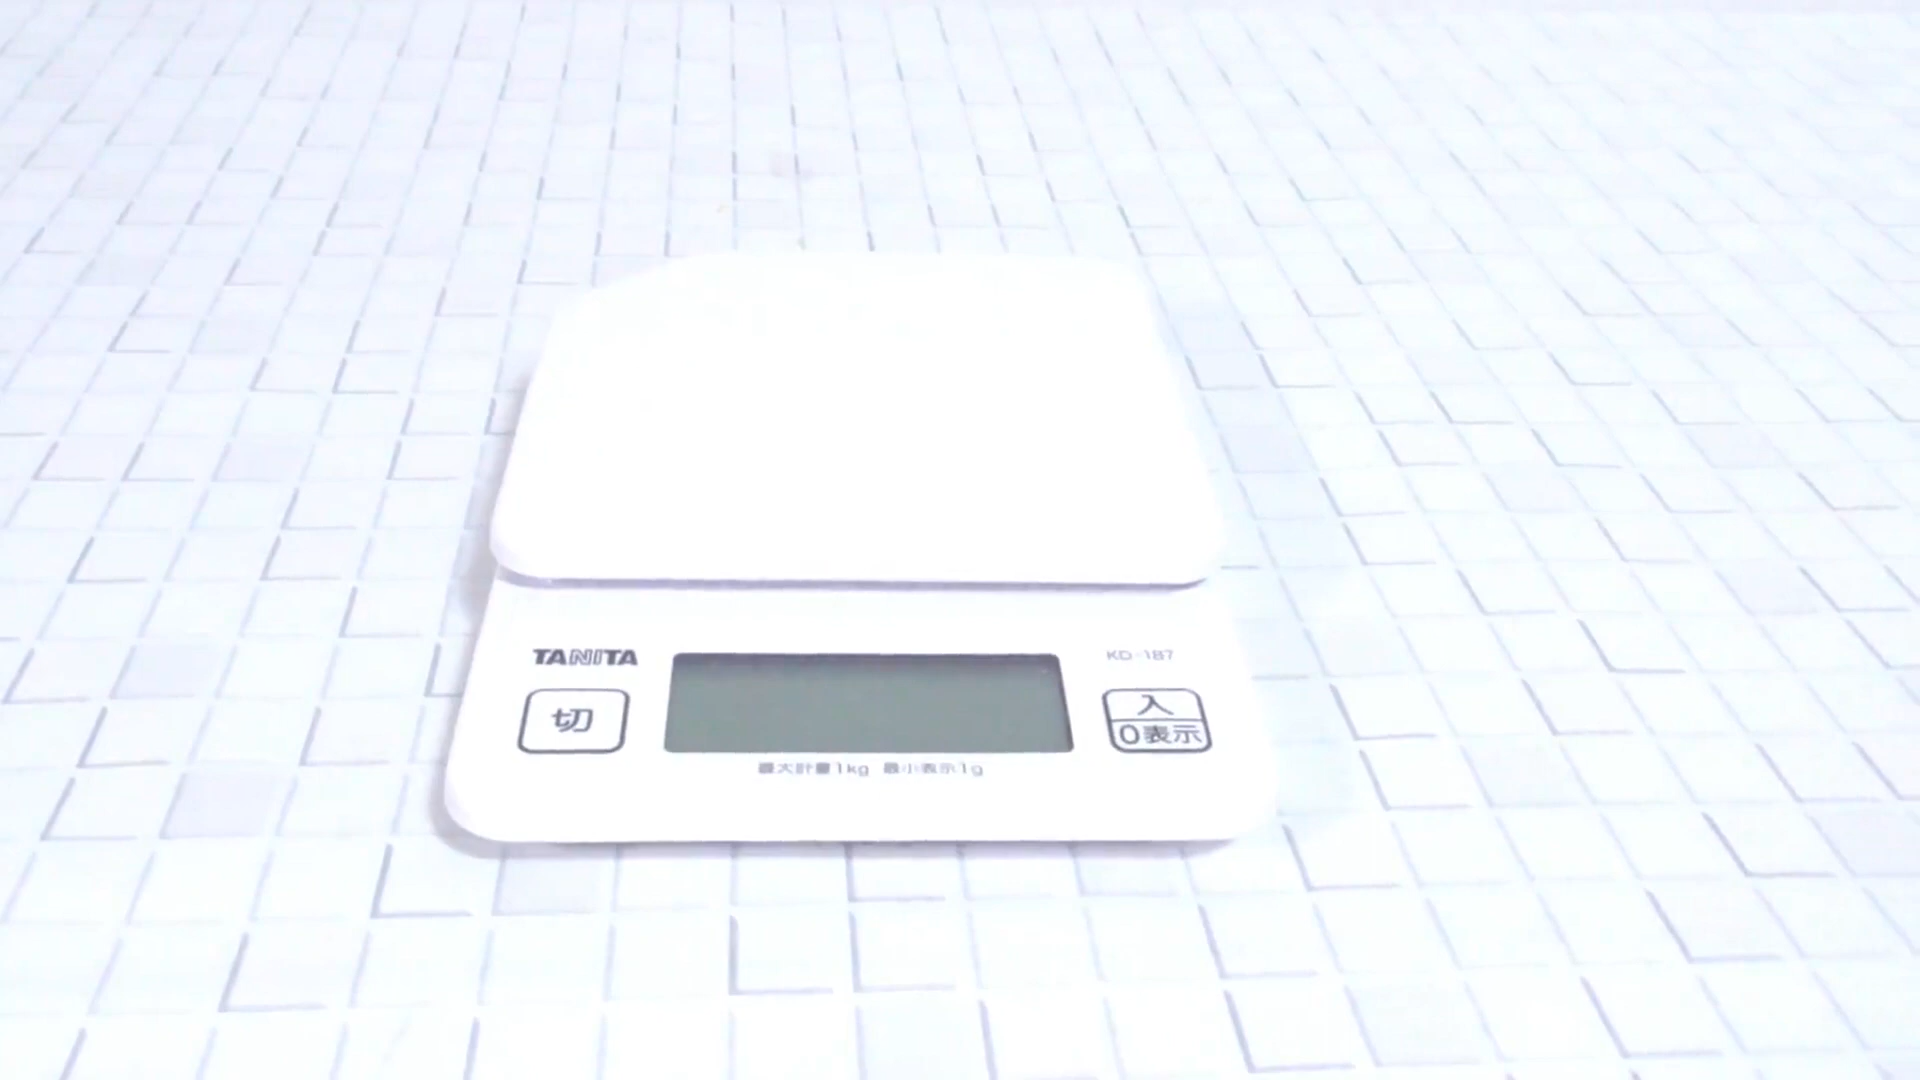 TANITA
KD-187
切
入
0表示
最大計量1kg 最小表示1g